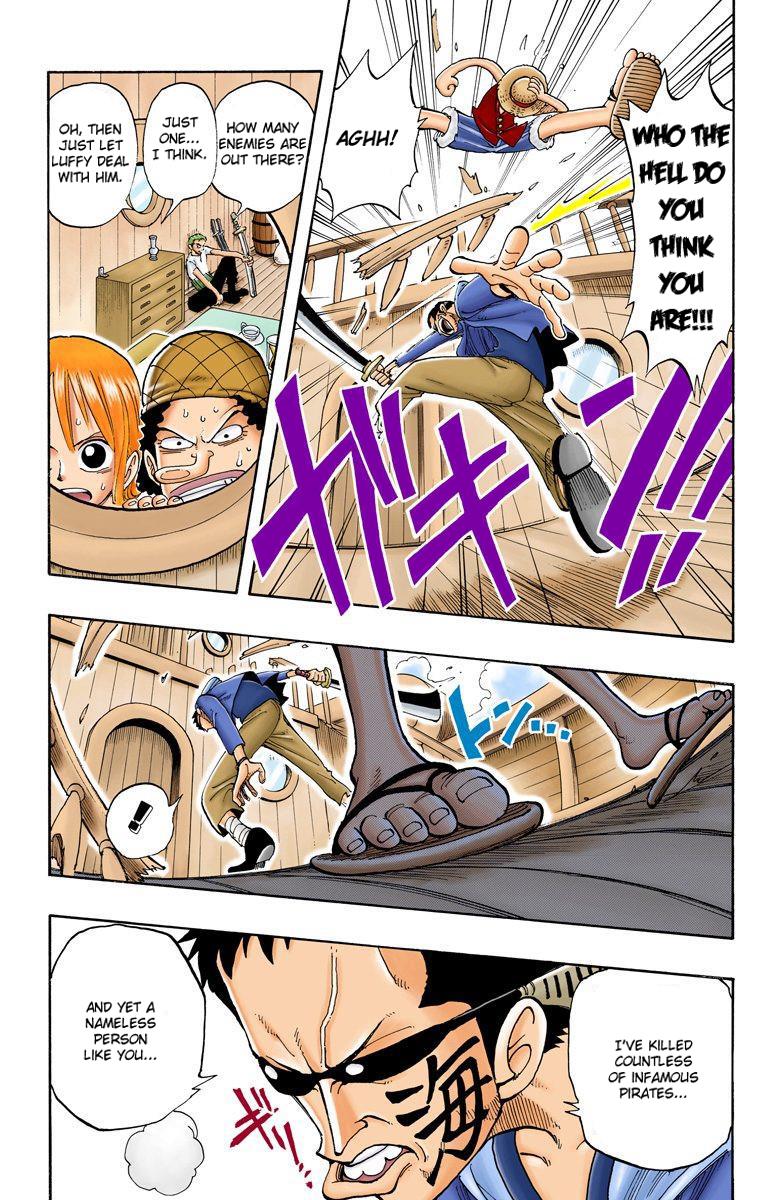 WHO THE
HELL DO
YOU
THINK
YOU
ARE!!!
AGHH!
ガキン!!!
HOW MANY
ENEMIES ARE
OUT THERE?
JUST
ONE...
I THINK.
OH, THEN
JUST LET
LUFFY DEAL
WITH HIM.
トン...
!
I'VE KILLED
COUNTLESS
OF INFAMOUS
PIRATES...
海
AND YET A
NAMELESS
PERSON
LIKE YOU...
ギギ!!